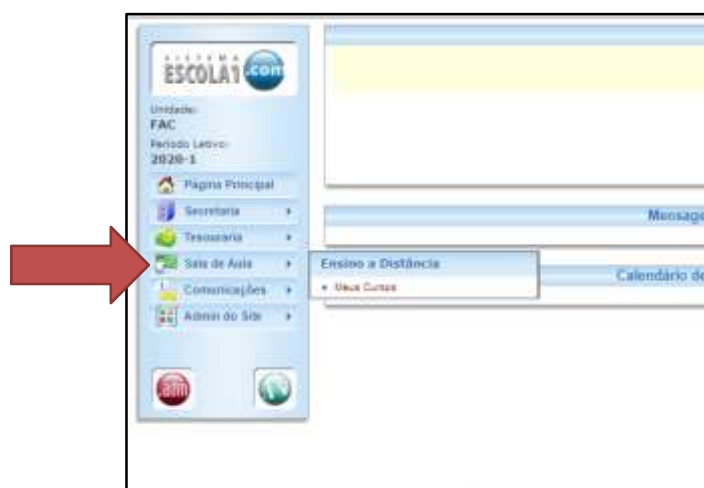 SISTEMA
ESCOLA1.com
Unidade:
FAC
Período Letivo:
2020-1
Página Principal
Secretaria
Tesouraria
Sala de Aula
Comunicações
Admin do Site
Ensino a Distância
Meus Cursos
Mensage
Calendário de